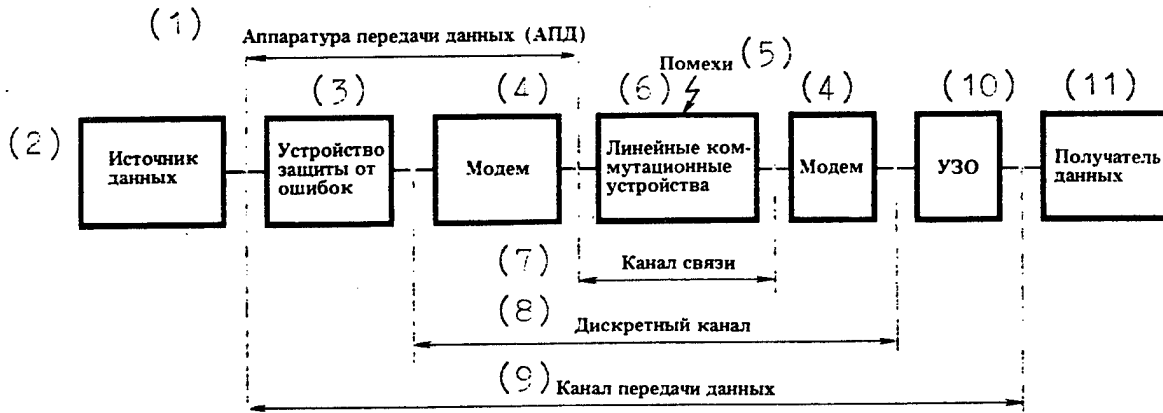 (1)
Аппаратура передачи данных (АПД)
Помехи (5)
(3)
(4)
(6)
(4)
(10)
(11)
(2)
Источник
данных
Устройство
защиты от
ошибок
Модем
Линейные ком-
мутационные
устройства
Модем
УЗО
Получатель
данных
(7)
Канал связи
(8)
Дискретный канал
(9) Канал передачи данных